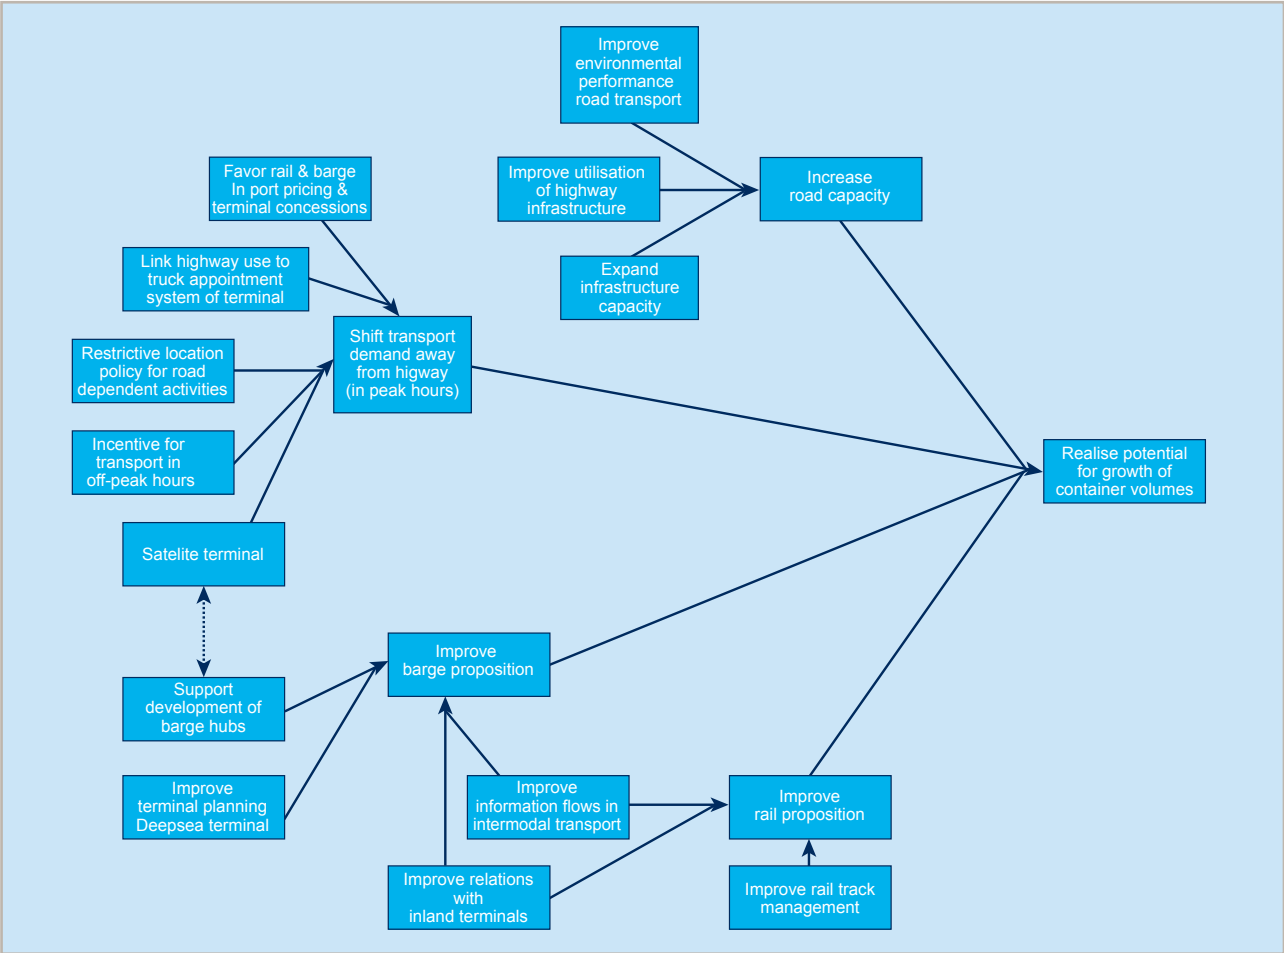 Improve
environmental
performance
road transport
Favor rail & barge
In port pricing &
terminal concessions
Improve utilisation
of highway
infrastructure
Increase
road capacity
Link highway use to
truck appointment
system of terminal
Expand
infrastructure
capacity
Shift transport
demand away
from higway
(in peak hours)
Restrictive location
policy for road
dependent activities
Incentive for
transport in
off-peak hours
Realise potential
for growth of
container volumes
Satelite terminal
Improve
barge proposition
Support
development of
barge hubs
Improve
terminal planning
Deepsea terminal
Improve
information flows in
intermodal transport
Improve
rail proposition
Improve relations
with
inland terminals
Improve rail track
management